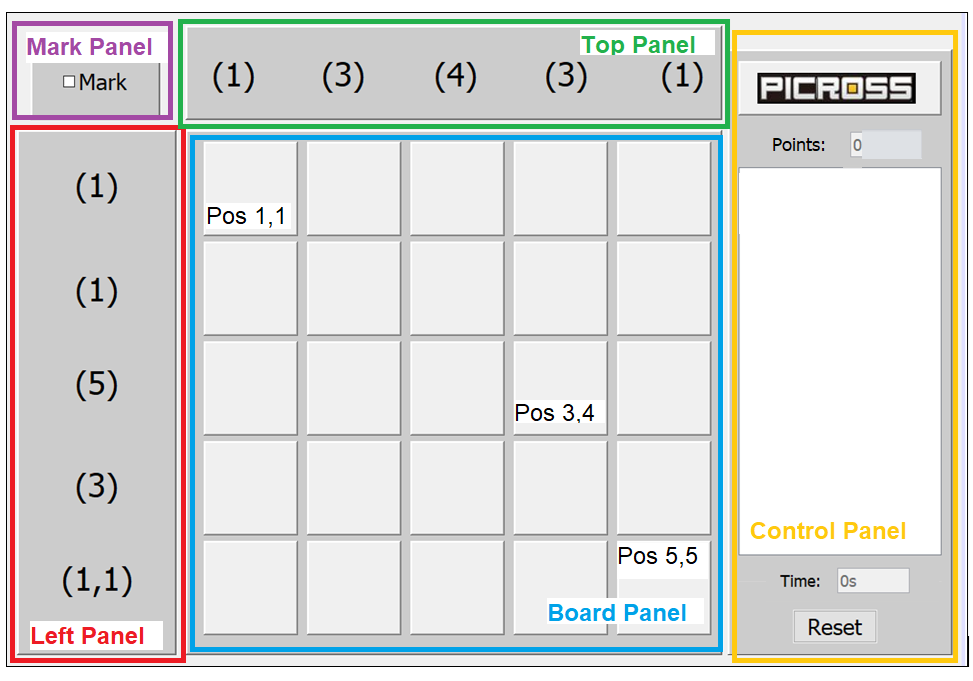 Mark Panel
Mark
Top Panel
(1) (3) (4) (3) (1)
PICROSS
Points: 0
(1)
(1)
(5)
(3)
(1,1)
Left Panel
Pos 1,1
Pos 3,4
Pos 5,5
Board Panel
Control Panel
Time: 0s
Reset